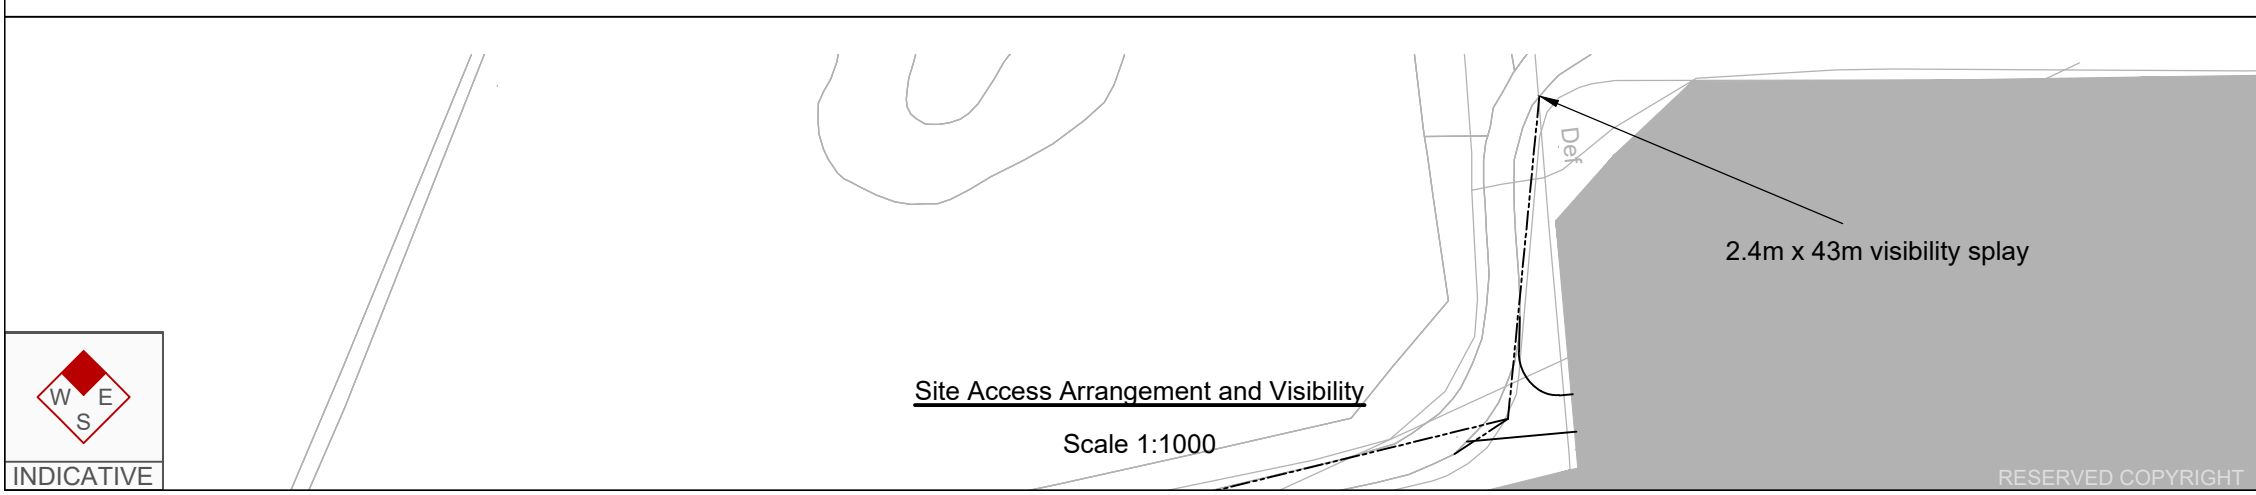 Def
2.4m x 43m visibility splay
Site Access Arrangement and Visibility
Scale 1:1000
W E
S
INDICATIVE
RESERVED COPYRIGHT